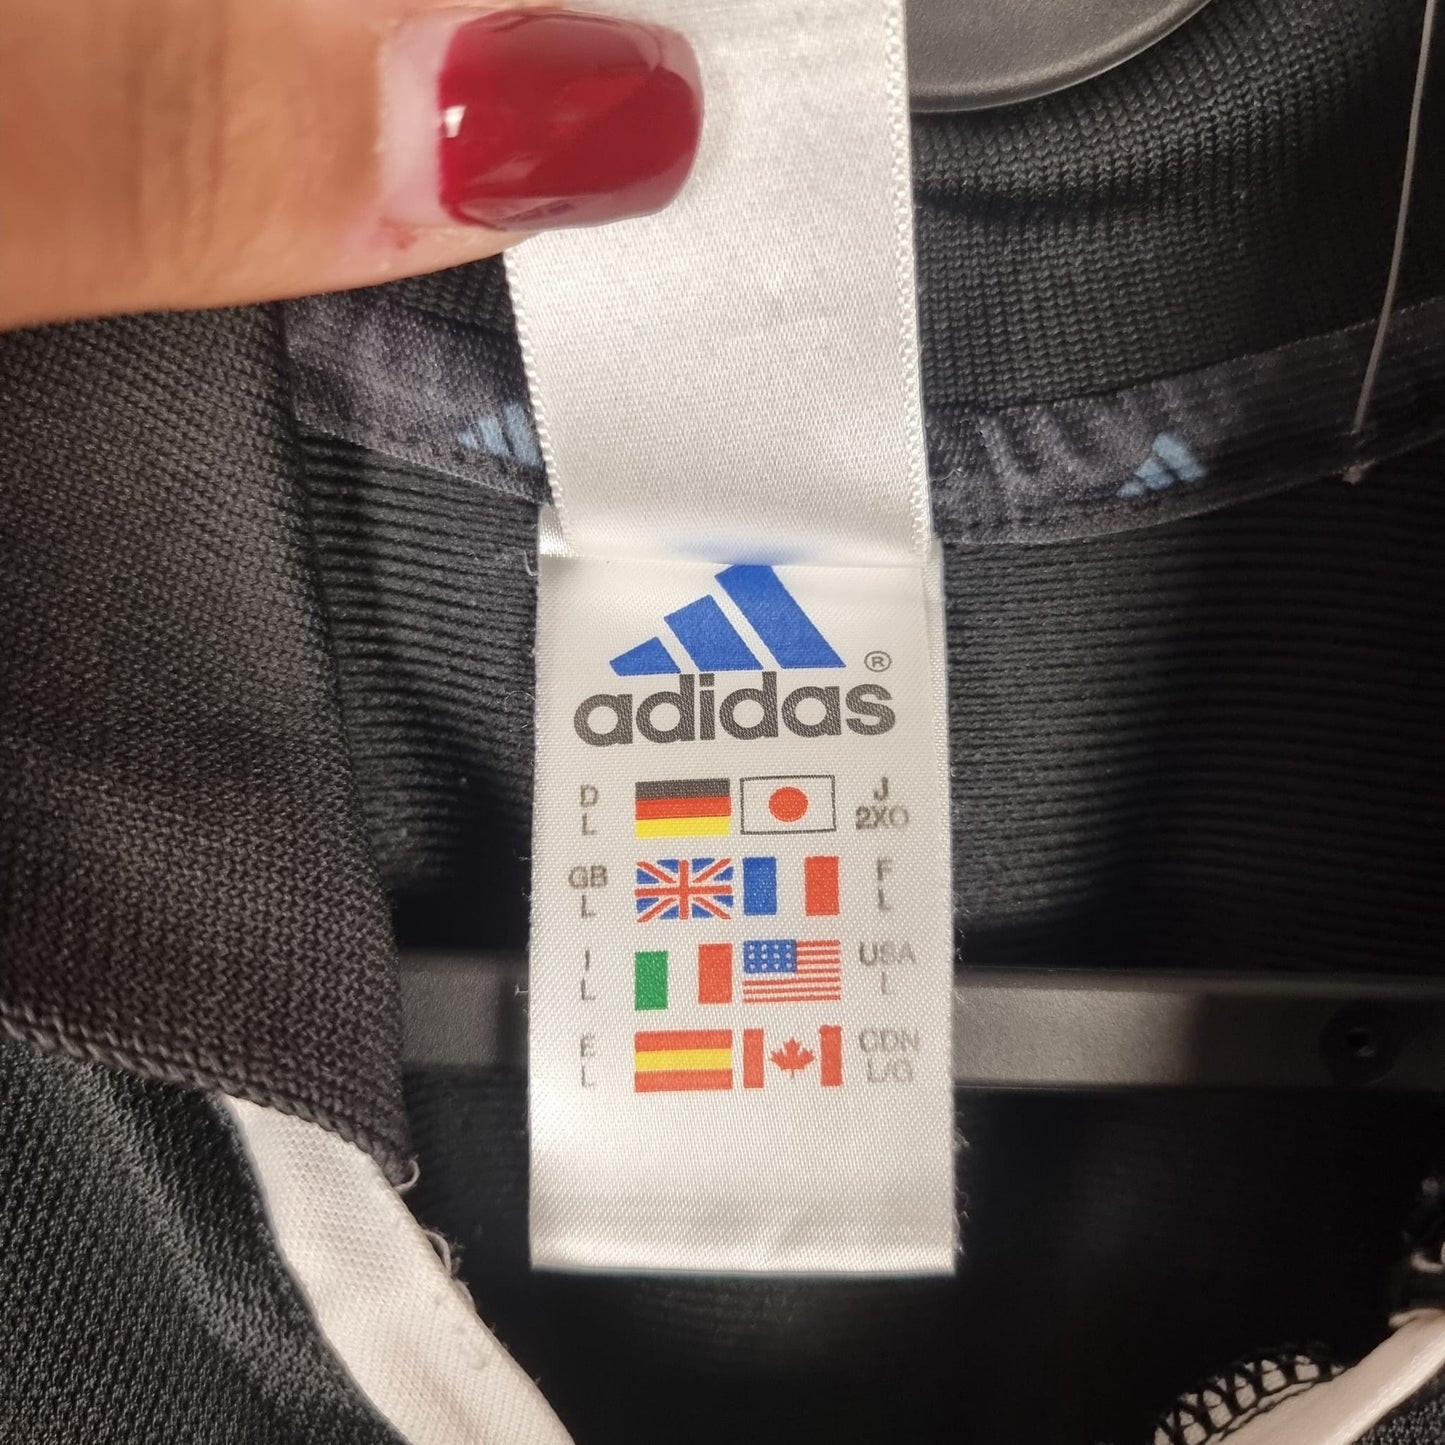 ®
adidas
D J
L 2XO
GB F
L L
I USA
L L
E CDN
L L/G